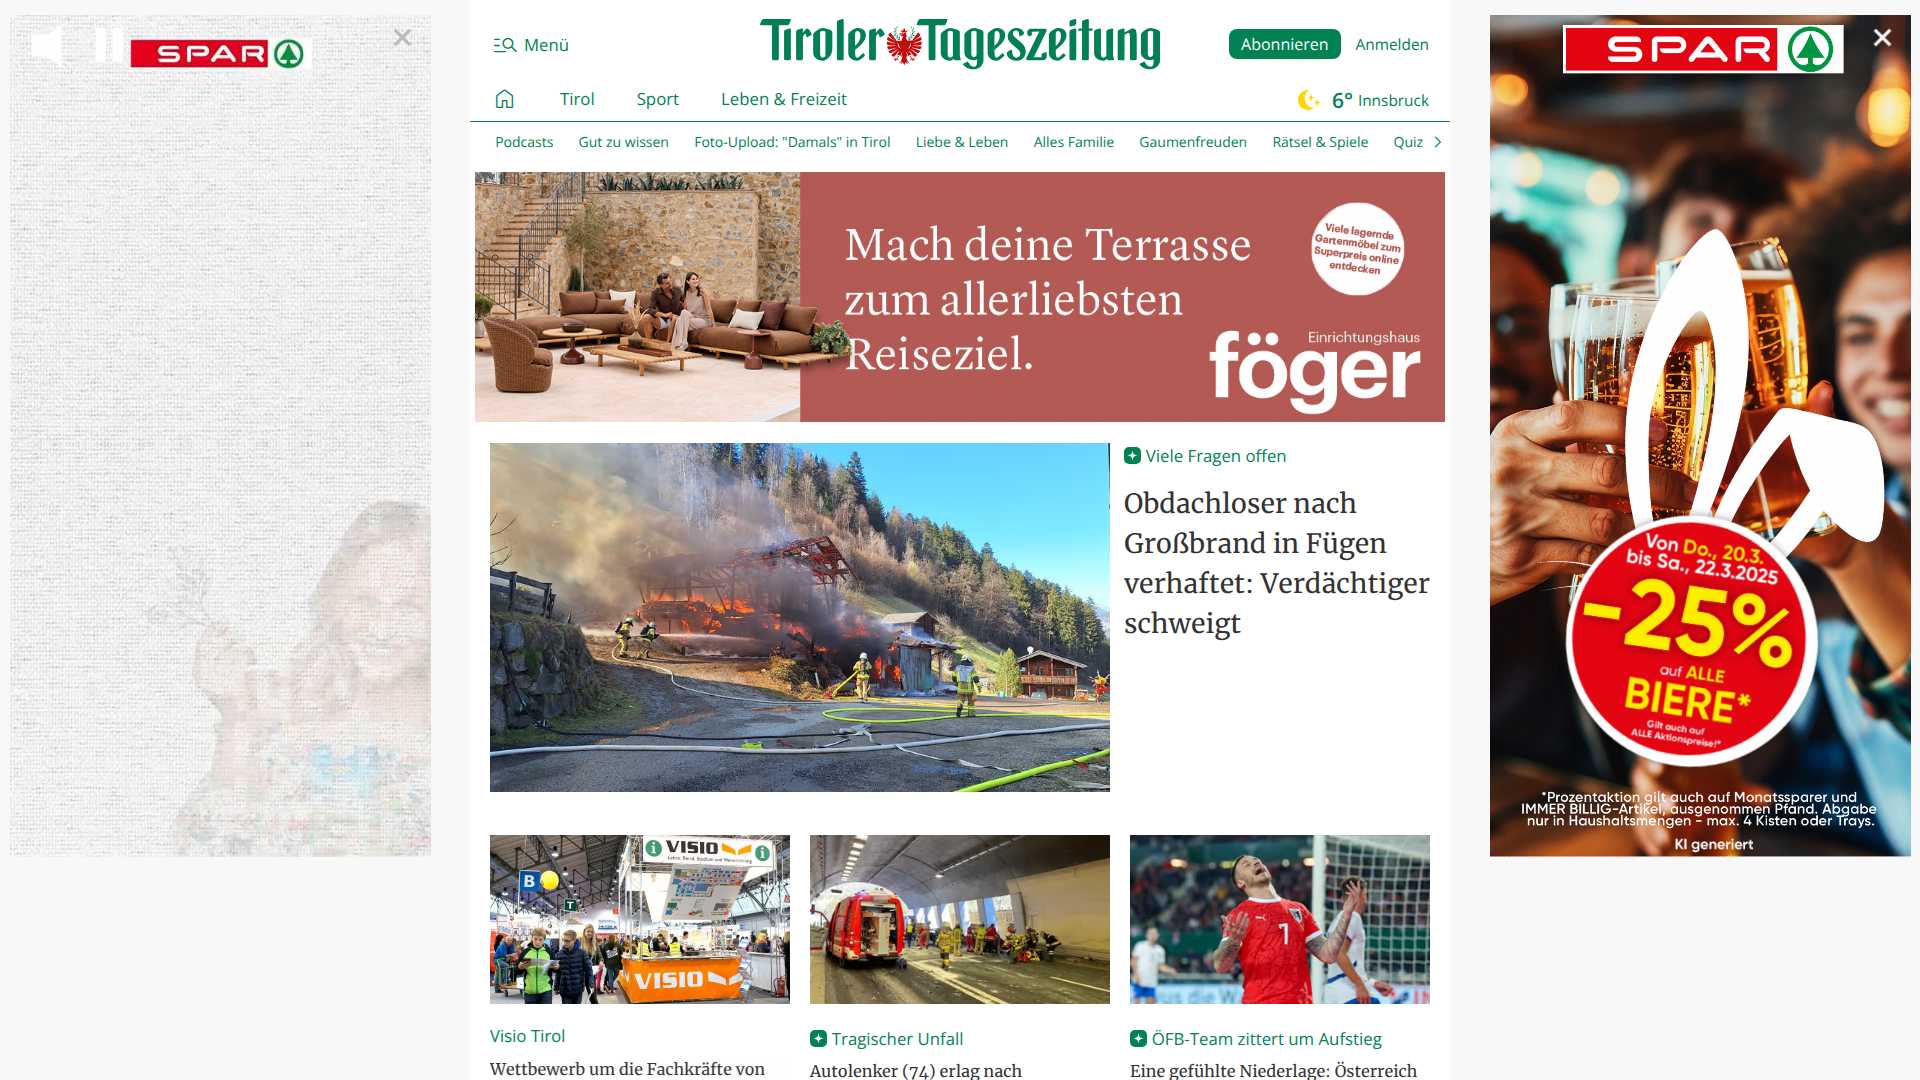 SPAR
Menü
Tiroler Tageszeitung
Abonnieren
Anmelden
Tirol
Sport
Leben & Freizeit
6° Innsbruck
Podcasts
Gut zu wissen
Foto-Upload: "Damals" in Tirol
Liebe & Leben
Alles Familie
Gaumenfreuden
Rätsel & Spiele
Quiz
Mach deine Terrasse
zum allerliebsten
Reiseziel.
Viele lagernde
Gartenmöbel zum
Superpreis online
entdecken
Einrichtungshaus
föger
Viele Fragen offen
Obdachloser nach
Großbrand in Fügen
verhaftet: Verdächtiger
schweigt
VISIO
B
T
VISIO
Visio Tirol
Wettbewerb um die Fachkräfte von
Tragischer Unfall
Autolenker (74) erlag nach
7
ÖFB-Team zittert um Aufstieg
Eine gefühlte Niederlage: Österreich
SPAR
Von Do., 20.3.
bis Sa., 22.3.2025
-25%
auf ALLE
BIERE*
Gilt auch auf
ALLE Aktionspreise!*
*Prozentaktion gilt auch auf Monatssparer und
IMMER BILLIG-Artikel, ausgenommen Pfand. Abgabe
nur in Haushaltsmengen - max. 4 Kisten oder Trays.
KI generiert